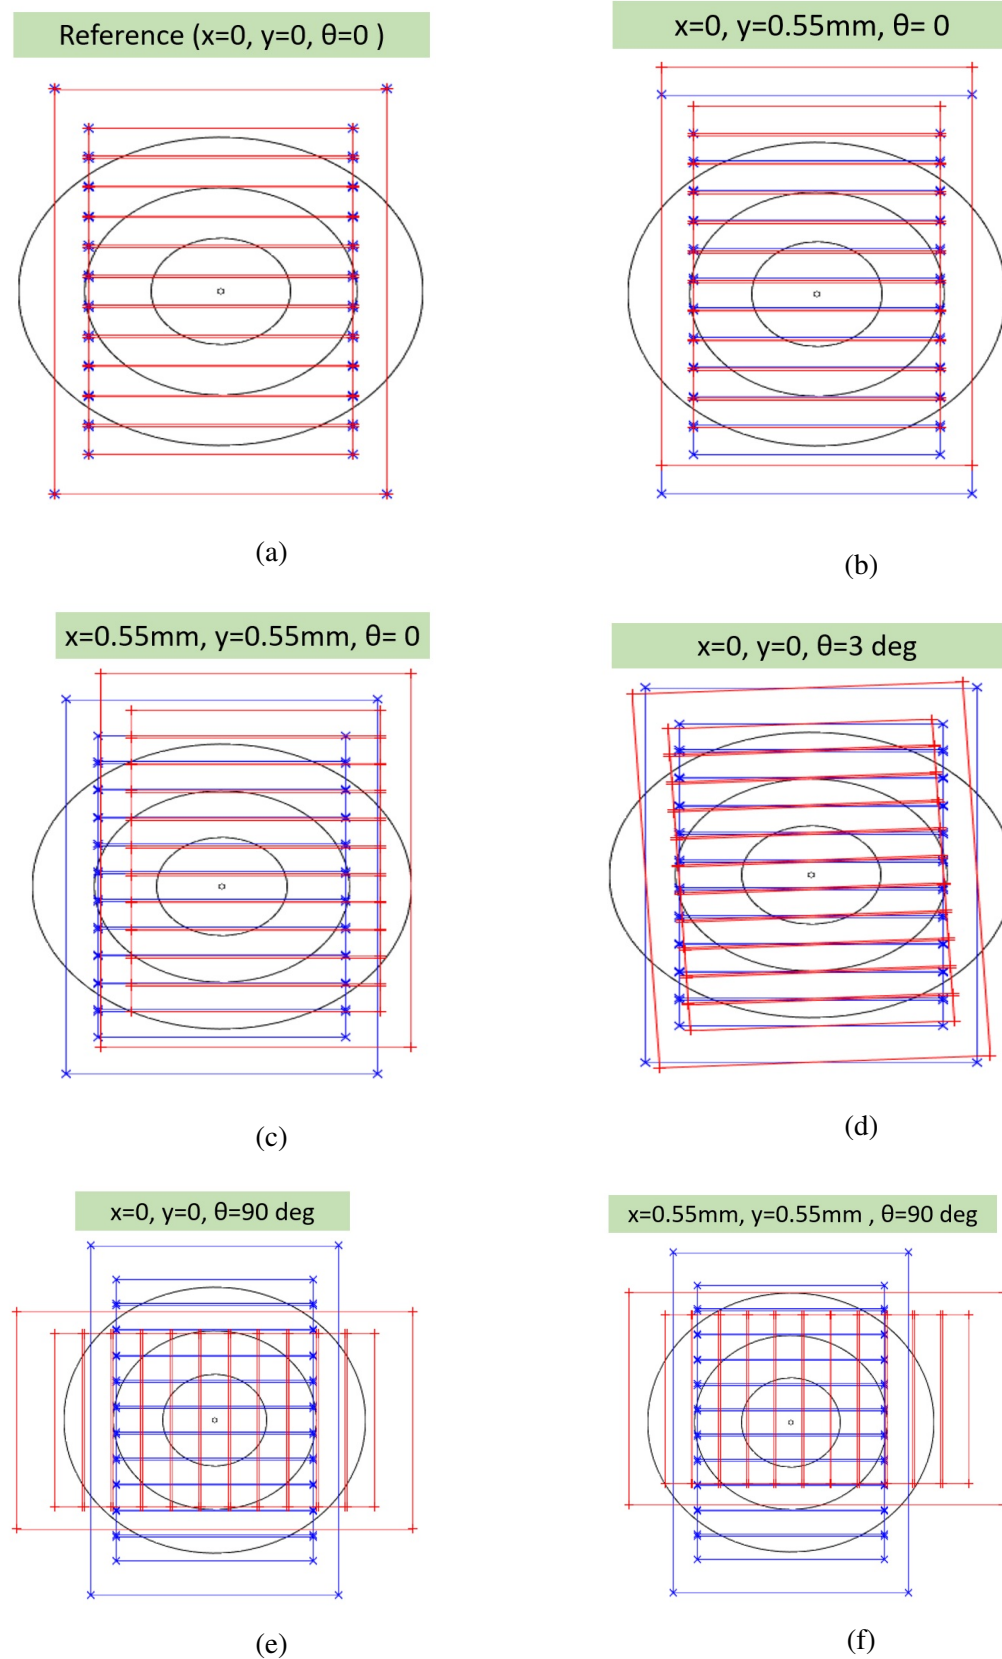 Reference (x=0, y=0, θ=0 )
x=0, y=0.55mm, θ= 0
(a)
(b)
x=0.55mm, y=0.55mm, θ= 0
x=0, y=0, θ=3 deg
(c)
(d)
x=0, y=0, θ=90 deg
x=0.55mm, y=0.55mm , θ=90 deg
(e)
(f)